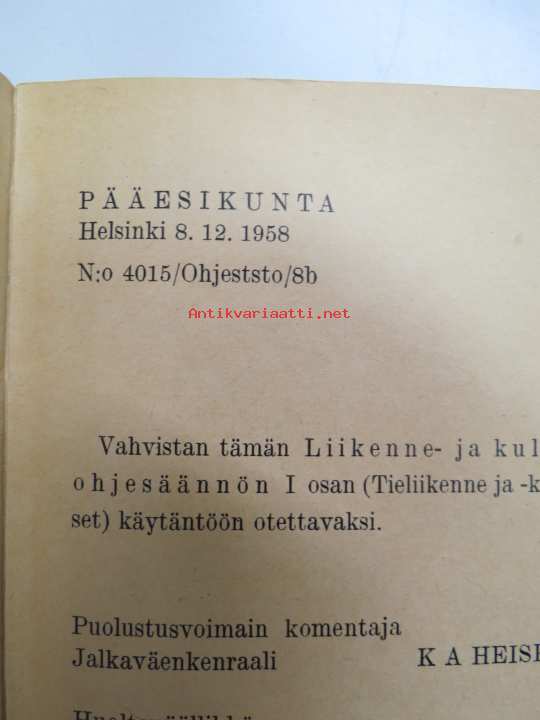 PÄÄESIKUNTA
Helsinki 8. 12. 1958
N:o 4015/Ohjeststo/8b
Antikvariaatti.net
Vahvistan tämän Liikenne- ja kul
ohjesäännön I osan (Tieliikenne ja -k
set) käytäntöön otettavaksi.
Puolustusvoimain komentaja
Jalkaväenkenraali K A HEISK